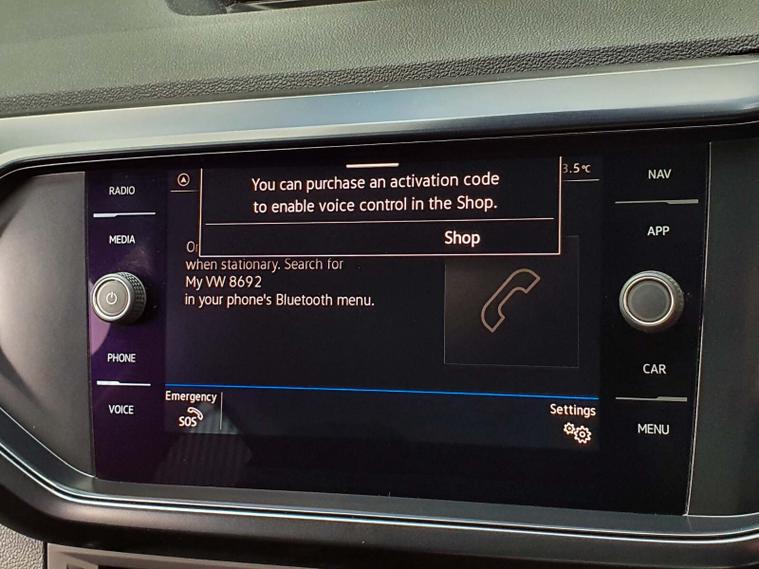 RADIO
MEDIA
PHONE
VOICE
3.5°C
You can purchase an activation code
to enable voice control in the Shop.
Shop
when stationary. Search for
My VW 8692
in your phone's Bluetooth menu.
Emergency
SOS
Settings
NAV
APP
CAR
MENU